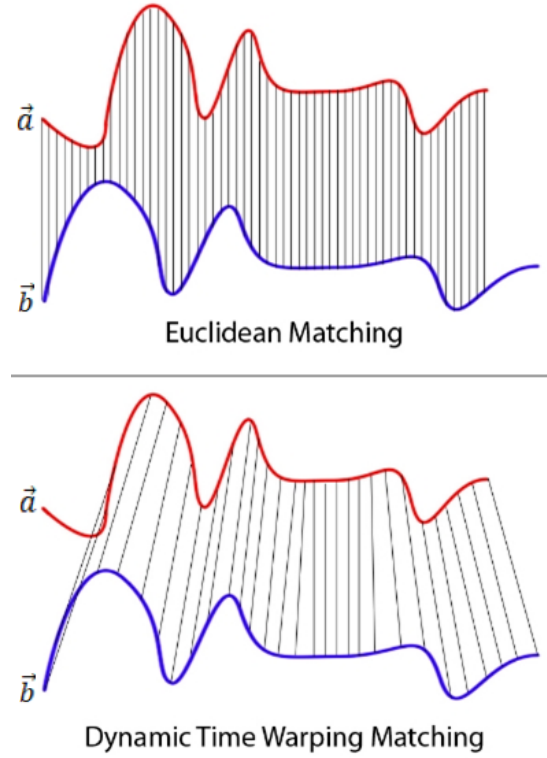 a⃗
b⃗
Euclidean Matching
a⃗
b⃗
Dynamic Time Warping Matching